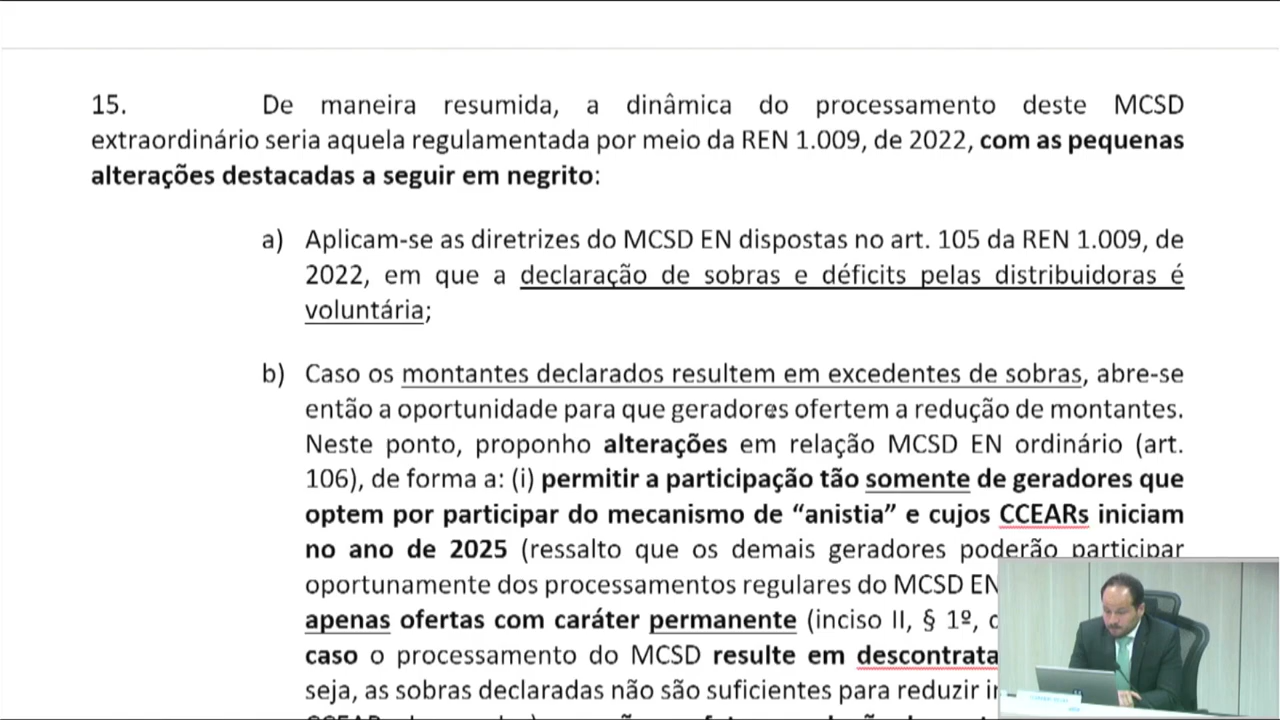 15. De maneira resumida, a dinâmica do processamento deste MCSD
extraordinário seria aquela regulamentada por meio da REN 1.009, de 2022, com as pequenas
alterações destacadas a seguir em negrito:
a) Aplicam-se as diretrizes do MCSD EN dispostas no art. 105 da REN 1.009, de
2022, em que a declaração de sobras e déficits pelas distribuidoras é
voluntária;
b) Caso os montantes declarados resultem em excedentes de sobras, abre-se
então a oportunidade para que geradores ofertem a redução de montantes.
Neste ponto, proponho alterações em relação MCSD EN ordinário (art.
106), de forma a: (i) permitir a participação tão somente de geradores que
optem por participar do mecanismo de “anistia” e cujos CCEARs iniciam
no ano de 2025 (ressalto que os demais geradores poderão participar
oportunamente dos processamentos regulares do MCSD EN
apenas ofertas com caráter permanente (inciso II, § 1º,
caso o processamento do MCSD resulte em descontrata
seja, as sobras declaradas não são suficientes para reduzir